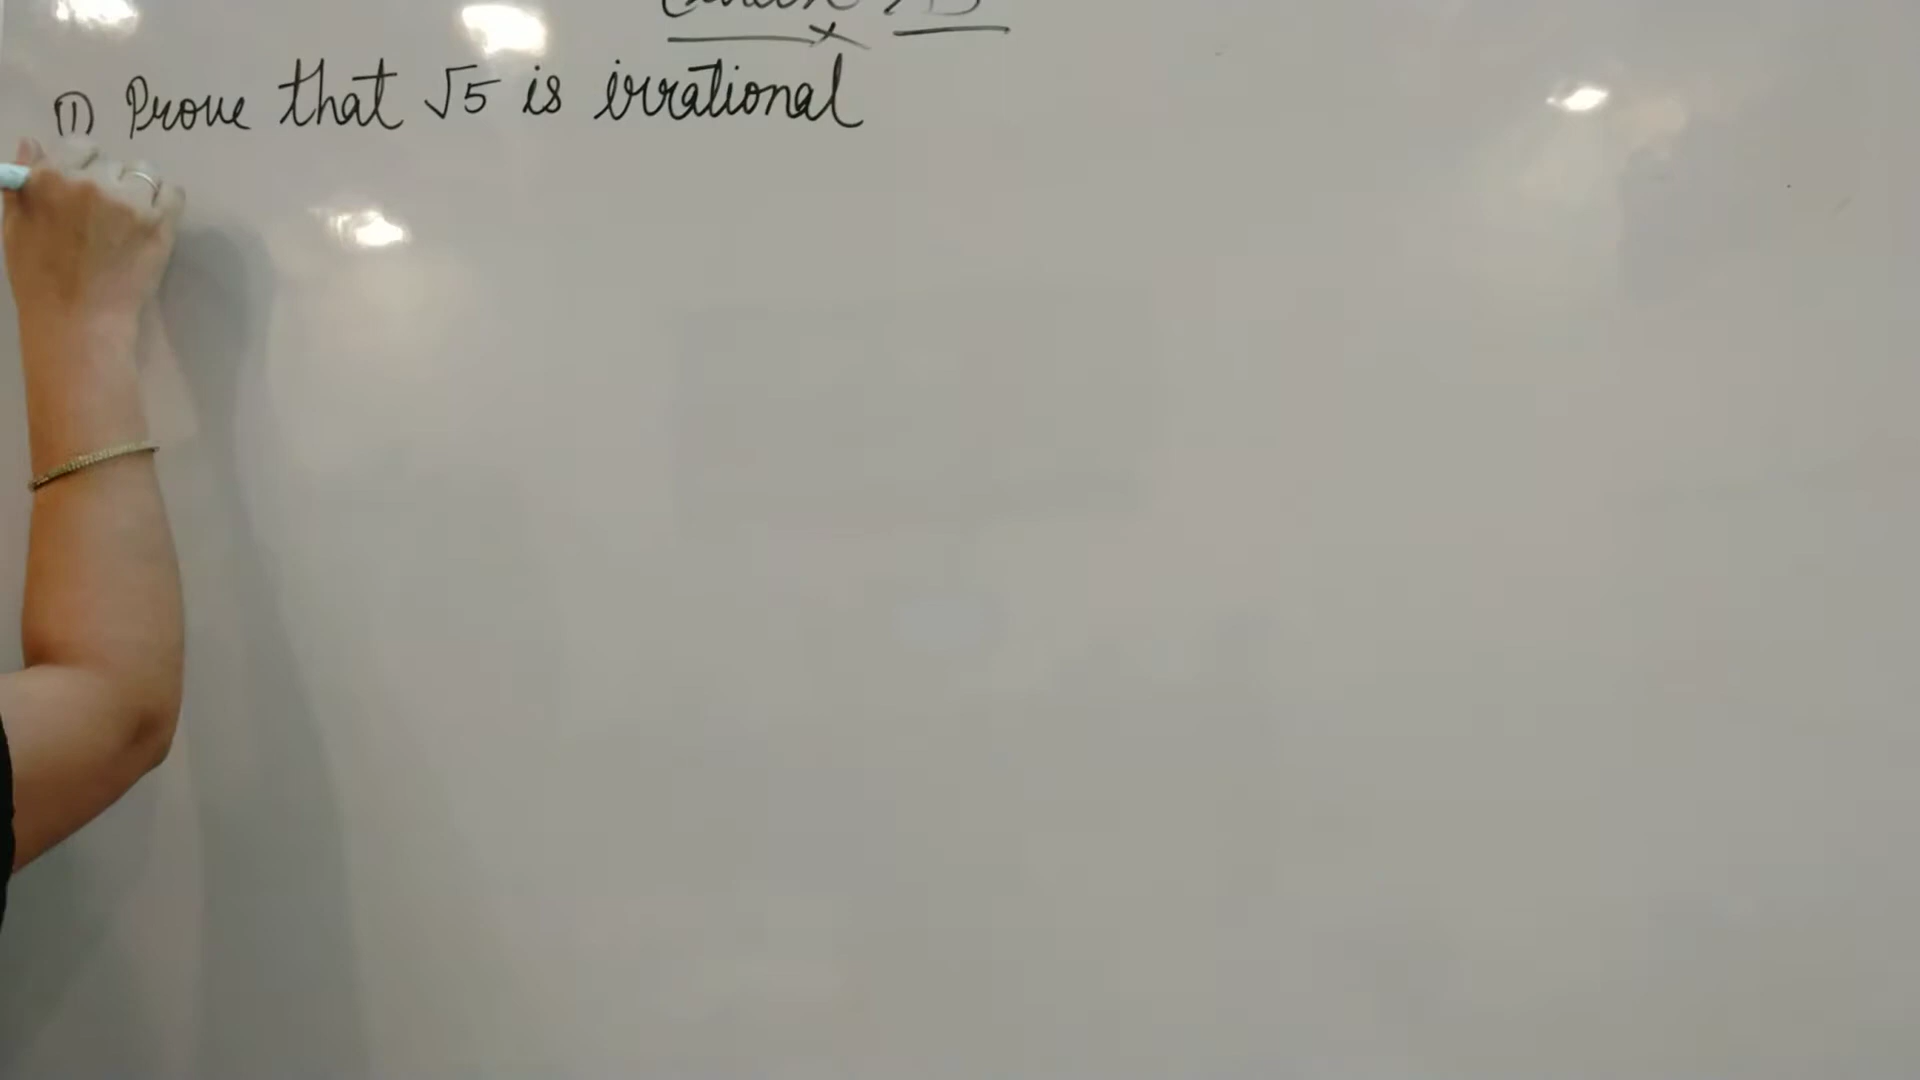 ① Prove that √5 is irrational